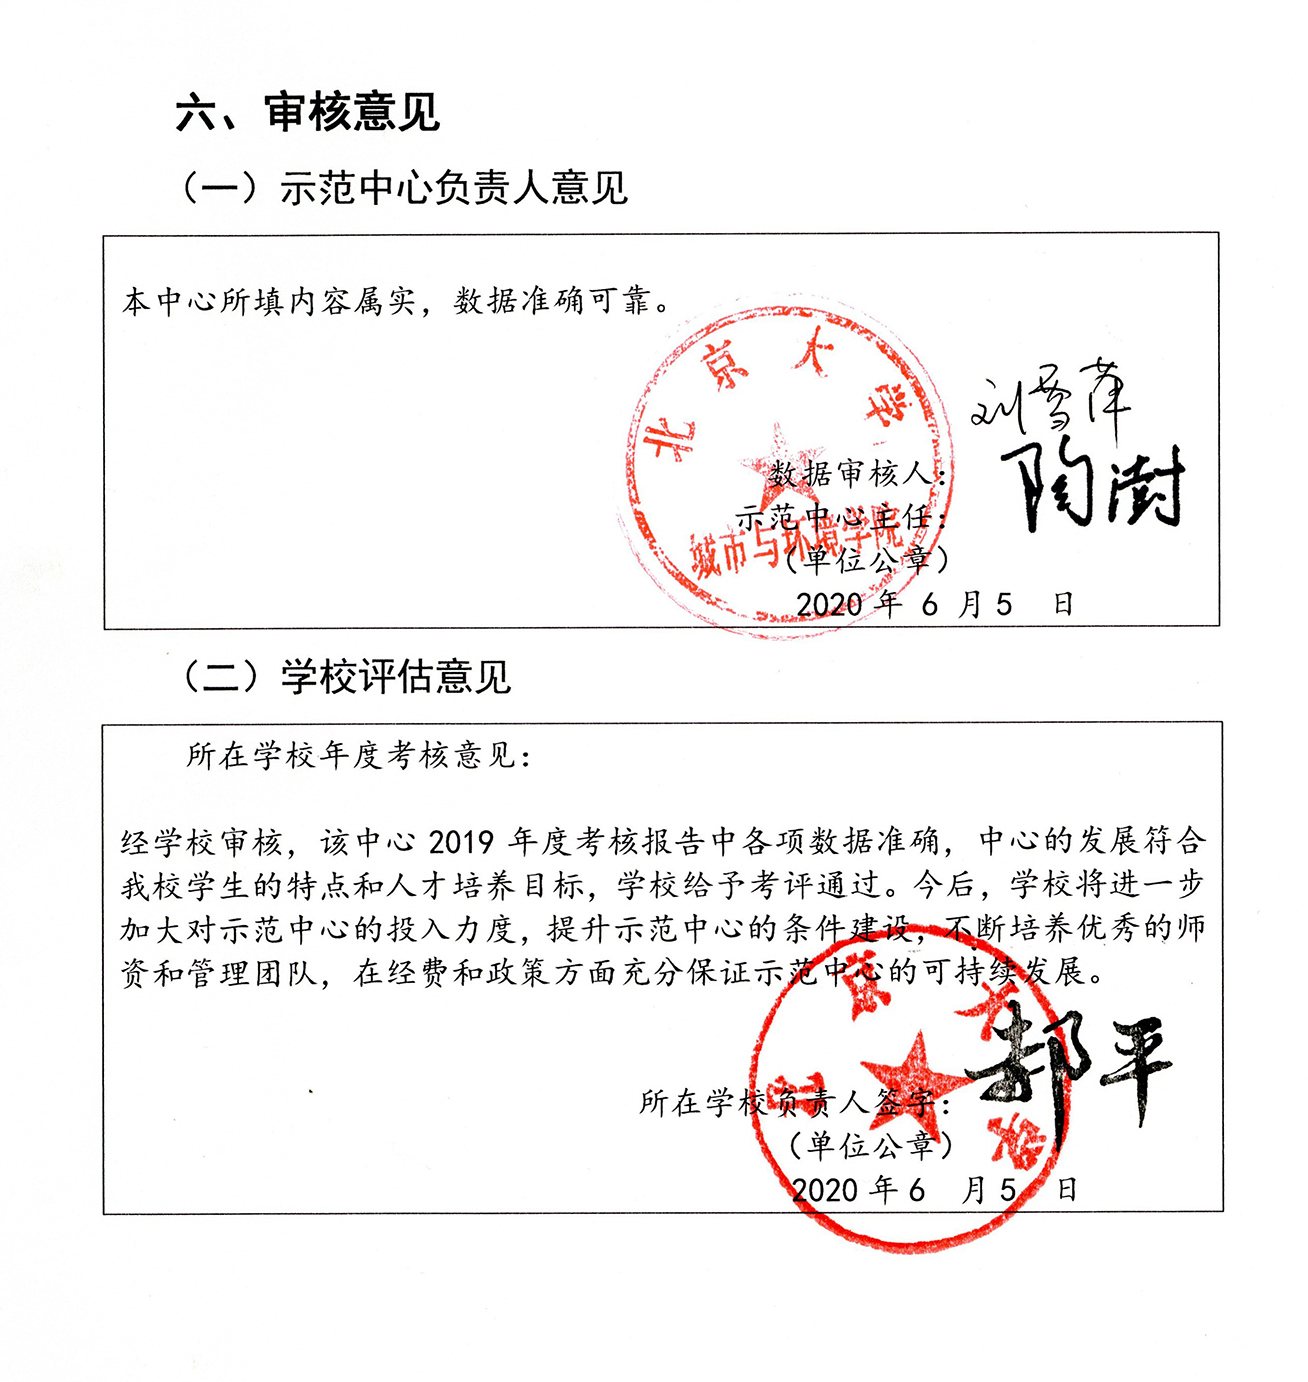 六、审核意见
（一）示范中心负责人意见
本中心所填内容属实，数据准确可靠。
北京大学
城市与环境学院
刘雪萍
数据审核人：
陶澍
示范中心主任：
（单位公章）
2020 年 6 月 5 日
（二）学校评估意见
所在学校年度考核意见：
经学校审核，该中心 2019 年度考核报告中各项数据准确，中心的发展符合
我校学生的特点和人才培养目标，学校给予考评通过。今后，学校将进一步
加大对示范中心的投入力度，提升示范中心的条件建设，不断培养优秀的师
资和管理团队，在经费和政策方面充分保证示范中心的可持续发展。
北京大学
所在学校负责人签字：
郝平
（单位公章）
2020 年 6 月 5 日